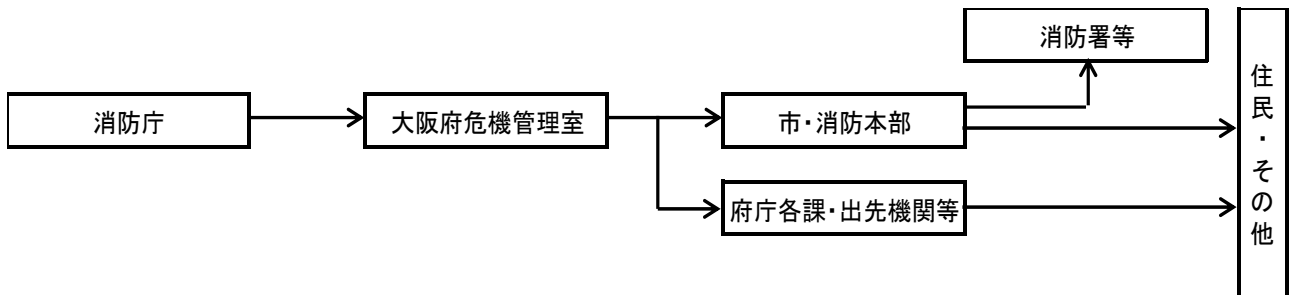 消防署等
消防庁
大阪府危機管理室
市・消防本部
府庁各課・出先機関等
住民・その他